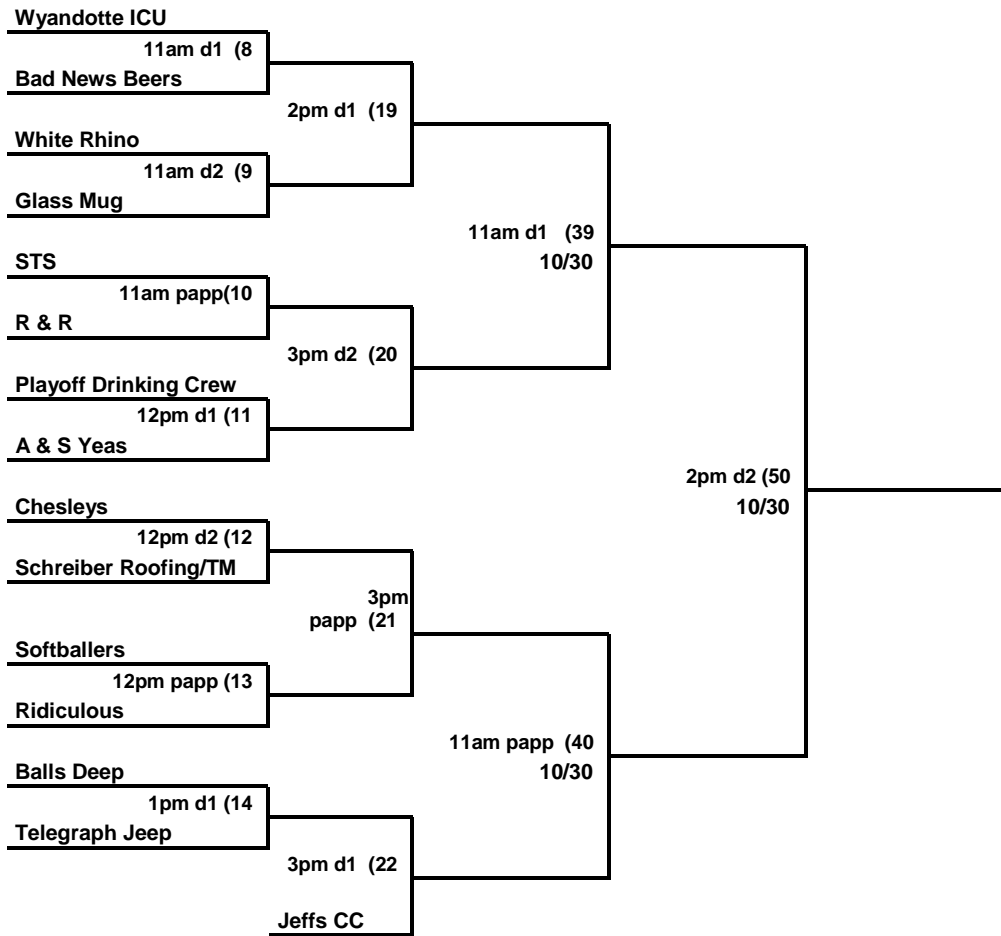 Wyandotte ICU
11am d1  (8
Bad News Beers
2pm d1  (19
White Rhino
11am d2  (9
Glass Mug
11am d1   (39
10/30
STS
11am papp(10
R & R
3pm d2  (20
Playoff Drinking Crew
12pm d1 (11
A & S Yeas
2pm d2 (50
10/30
Chesleys
12pm d2 (12
Schreiber Roofing/TM
3pm
papp  (21
Softballers
12pm papp (13
Ridiculous
11am papp  (40
10/30
Balls Deep
1pm d1 (14
Telegraph Jeep
3pm d1  (22
Jeffs CC